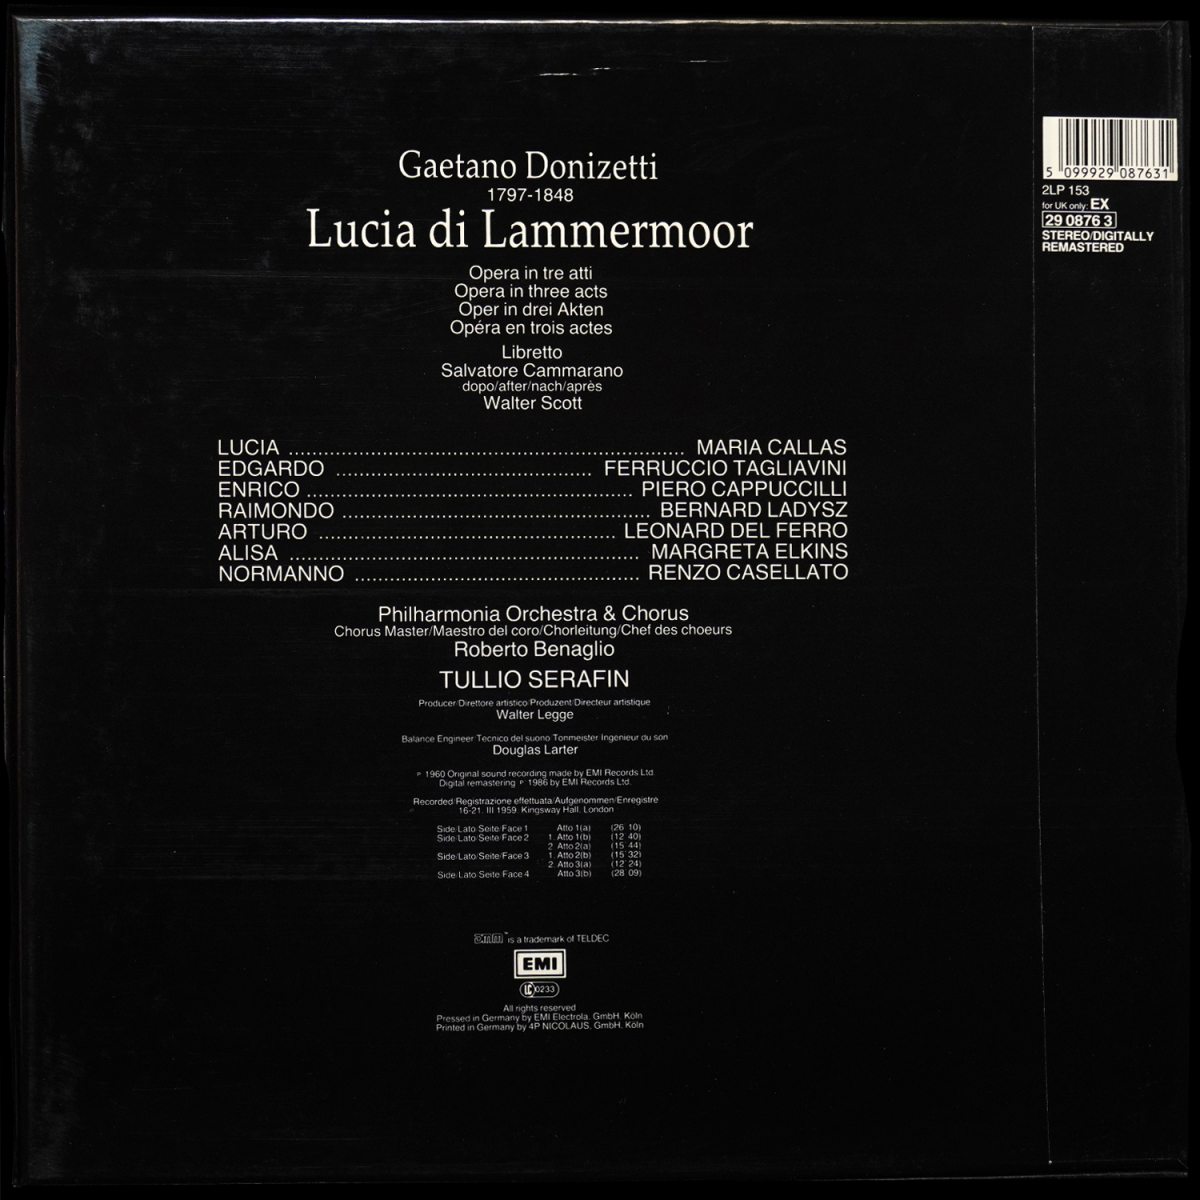 Gaetano Donizetti
1797-1848
Lucia di Lammermoor
Opera in tre atti
Opera in three acts
Oper in drei Akten
Opéra en trois actes
Libretto
Salvatore Cammarano
dopo/after/nach/après
Walter Scott
LUCIA ........ MARIA CALLAS
EDGARDO ........ FERRUCCIO TAGLIAVINI
ENRICO ........ PIERO CAPPUCCILLI
RAIMONDO ........ BERNARD LADYSZ
ARTURO ........ LEONARD DEL FERRO
ALISA ........ MARGRETA ELKINS
NORMANNO ........ RENZO CASELLATO
Philharmonia Orchestra & Chorus
Chorus Master/Maestro del coro/Chorleitung/Chef des choeurs
Roberto Benaglio
TULLIO SERAFIN
Producer/Direttore artistico/Produzent/Directeur artistique
Walter Legge
Balance Engineer Tecnico del suono Tonmeister Ingenieur du son
Douglas Larter
℗ 1960 Original sound recording made by EMI Records Ltd.
Digital remastering ℗ 1986 by EMI Records Ltd.
Recorded/Registrazione effettuata/Aufgenommen/Enregistre
16-21. III 1959. Kingsway Hall, London
Side/Lato/Seite/Face 1 Atto 1(a) (26 10)
Side/Lato/Seite/Face 2 1. Atto 1(b) (12 40)
2 Atto 2(a) (15 44)
Side/Lato/Seite/Face 3 1. Atto 2(b) (15 32)
2. Atto 3(a) (12 24)
Side/Lato Seite Face 4 Atto 3(b) (28 09)
DMM™ is a trademark of TELDEC
EMI
LC 0233
All rights reserved
Pressed in Germany by EMI Electrola, GmbH. Köln
Printed in Germany by 4P NICOLAUS, GmbH. Köln
5 099929 087631
2LP 153
for UK only: EX
29 0876 3
STEREO/DIGITALLY
REMASTERED